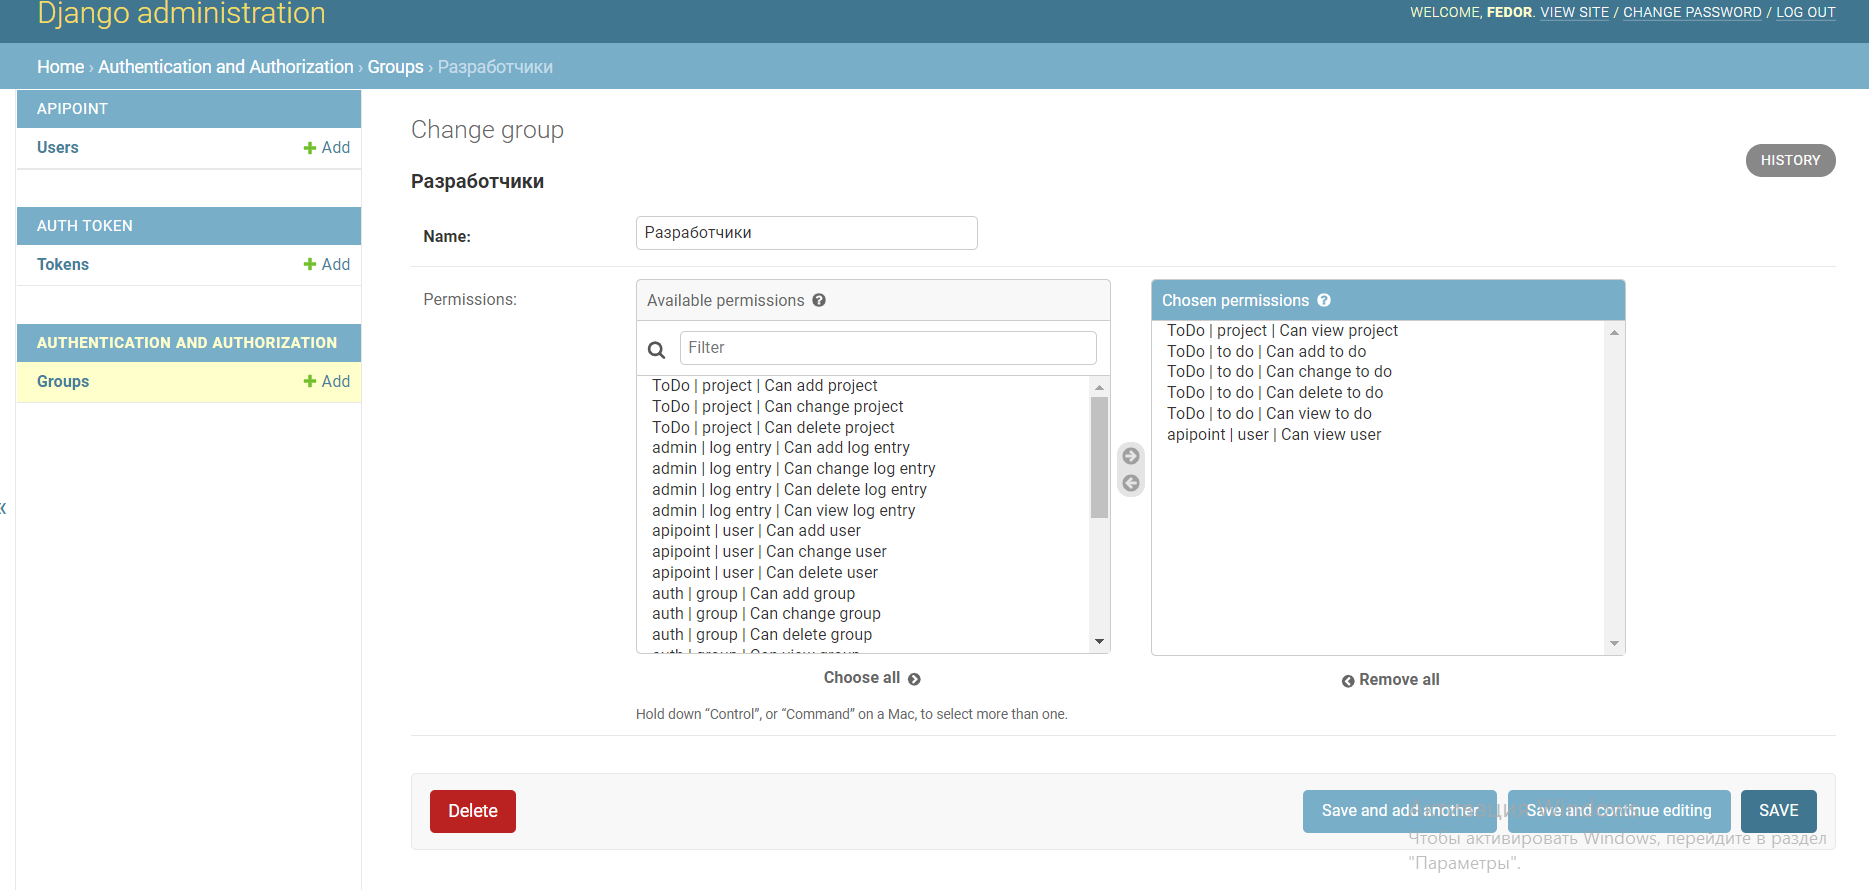 Django administration
WELCOME, FEDOR. VIEW SITE / CHANGE PASSWORD / LOG OUT
Home › Authentication and Authorization › Groups › Разработчики
APIPOINT
Users
Add
AUTH TOKEN
Tokens
Add
AUTHENTICATION AND AUTHORIZATION
Groups
Add
«
Change group
HISTORY
Разработчики
Name:
Разработчики
Permissions:
Available permissions
Filter
ToDo | project | Can add project
ToDo | project | Can change project
ToDo | project | Can delete project
admin | log entry | Can add log entry
admin | log entry | Can change log entry
admin | log entry | Can delete log entry
admin | log entry | Can view log entry
apipoint | user | Can add user
apipoint | user | Can change user
apipoint | user | Can delete user
auth | group | Can add group
auth | group | Can change group
auth | group | Can delete group
auth | group | Can view group
Choose all
Chosen permissions
ToDo | project | Can view project
ToDo | to do | Can add to do
ToDo | to do | Can change to do
ToDo | to do | Can delete to do
ToDo | to do | Can view to do
apipoint | user | Can view user
Remove all
Hold down “Control”, or “Command” on a Mac, to select more than one.
Delete
Save and add another
Save and continue editing
SAVE
Активация Windows
Чтобы активировать Windows, перейдите в раздел
"Параметры".